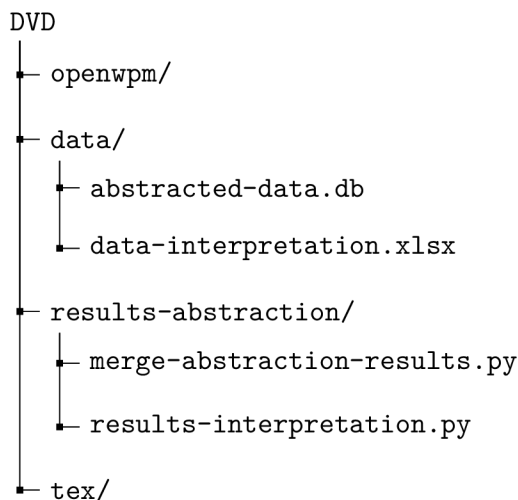 DVD
openwpm/
data/
abstracted-data.db
data-interpretation.xlsx
results-abstraction/
merge-abstraction-results.py
results-interpretation.py
tex/